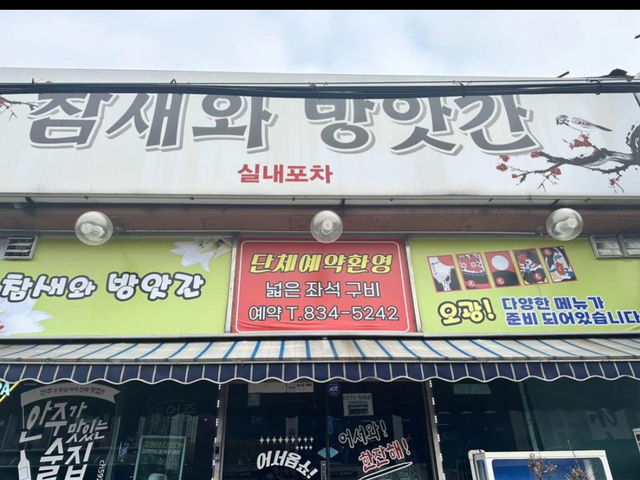 참새와 방앗간
실내포차
참새와 방앗간
단체예약환영
넓은 좌석 구비
예약 T.834-5242
오광!
다양한 메뉴가
준비 되어있습니다
안주가
맛있는
술집
어서옵쇼!
어서와!
한잔해!